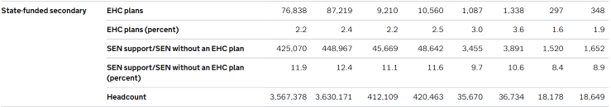 State-funded secondary EHC plans 76,838 87,219 9,210 10,560 1,087 1,338 297 348
EHC plans (percent) 2.2 2.4 2.2 2.5 3.0 3.6 1.6 1.9
SEN support/SEN without an EHC plan 425,070 448,967 45,669 48,642 3,455 3,891 1,520 1,652
SEN support/SEN without an EHC plan 11.9 12.4 11.1 11.6 9.7 10.6 8.4 8.9
(percent)
Headcount 3,567,378 3,630,171 412,109 420,463 35,670 36,734 18,178 18,649